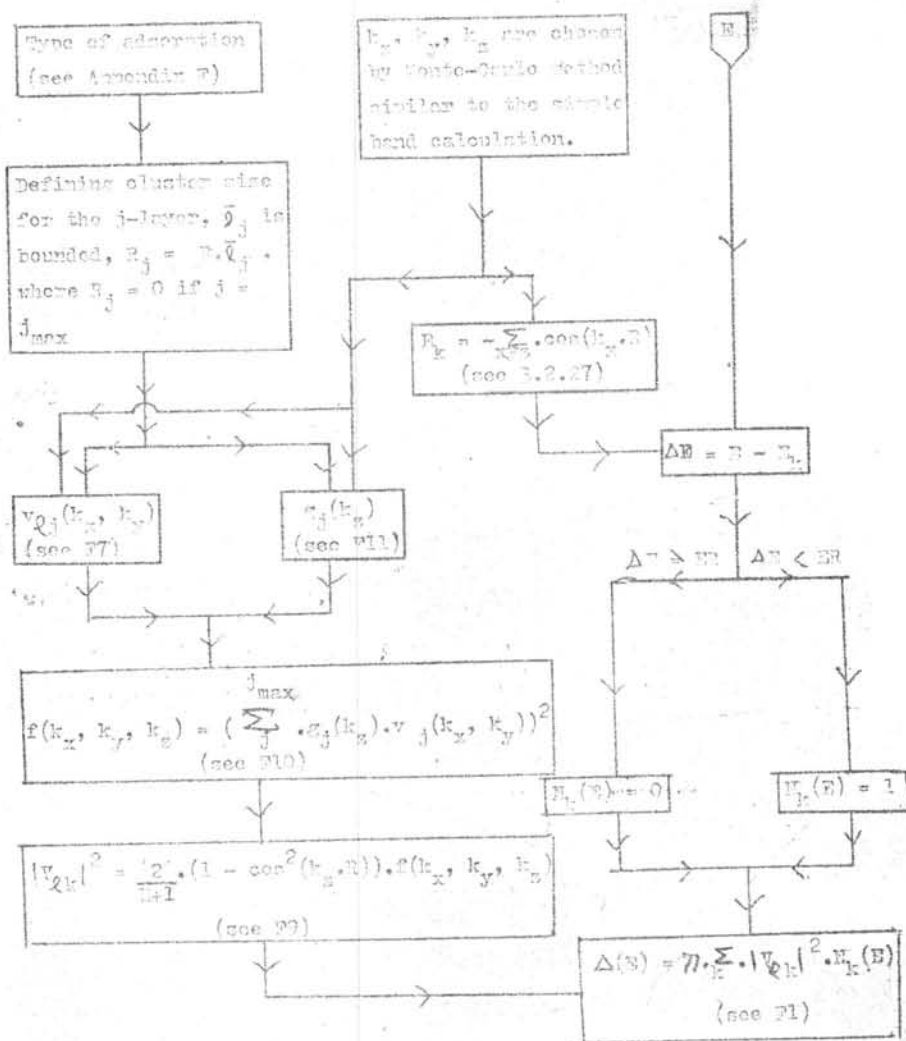 Type of adsorption
(see Appendix F)
k_x, k_y, k_z are chosen
by Monte-Carlo method
similar to the simple
band calculation.
E
Defining cluster size
for the j-layer, ℓ̄_j is
bounded, R_j = R.ℓ̄_j .
where R_j = 0 if j =
j_max
E_k = -∑_xyz .cos(k_x.R)
(see 3.2.27)
ΔE = E - E_k
v_ℓj(k_x, k_y)
(see F7)
g_j(k_z)
(see F11)
ΔE ≥ ER
ΔE < ER
f(k_x, k_y, k_z) = (∑_j^j_max .g_j(k_z).v_j(k_x, k_y))²
(see F10)
N_k(E) = 0
N_k(E) = 1
|V_ℓk|² = 2/N+1 .(1 - cos²(k_z.R)).f(k_x, k_y, k_z)
(see F9)
Δ(E) = π.∑_k .|V_ℓk|².N_k(E)
(see F1)